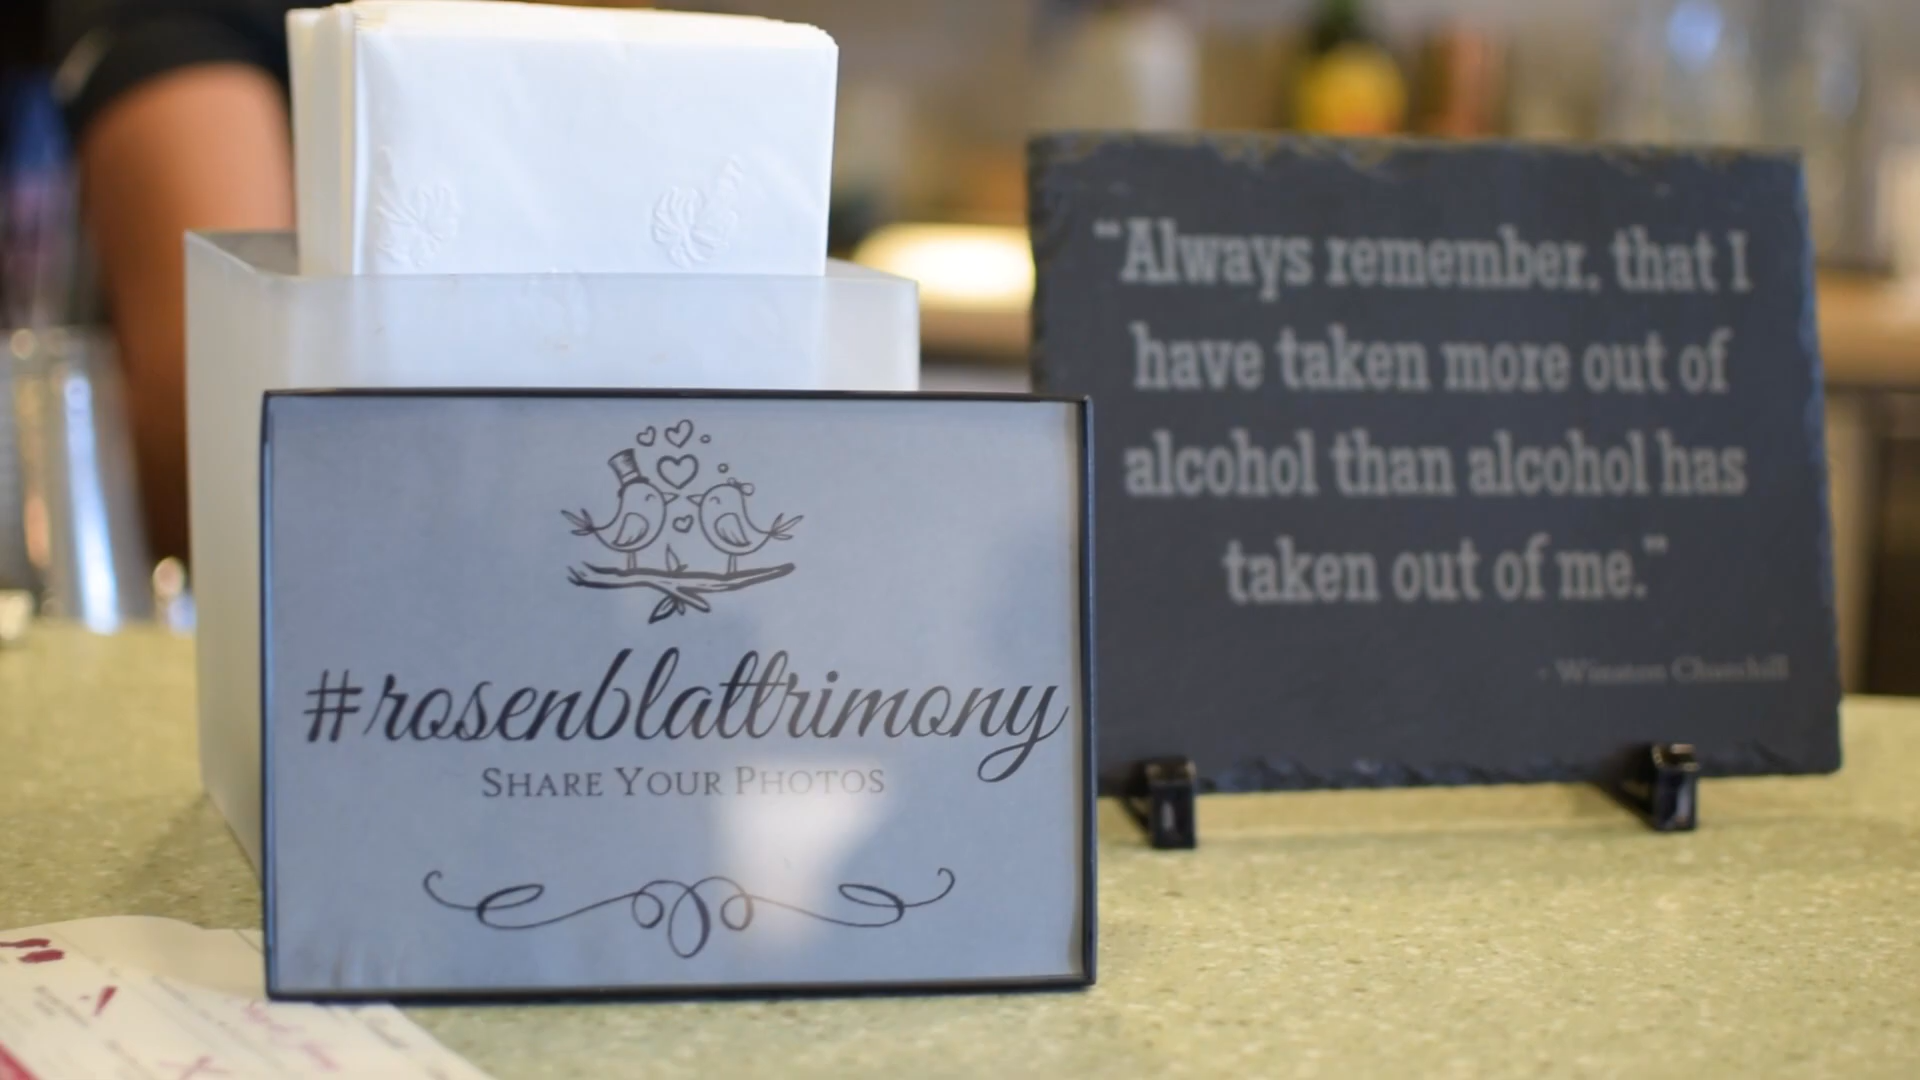 #rosenblattrimony
SHARE YOUR PHOTOS
"Always remember, that I
have taken more out of
alcohol than alcohol has
taken out of me."
- Winston Churchill